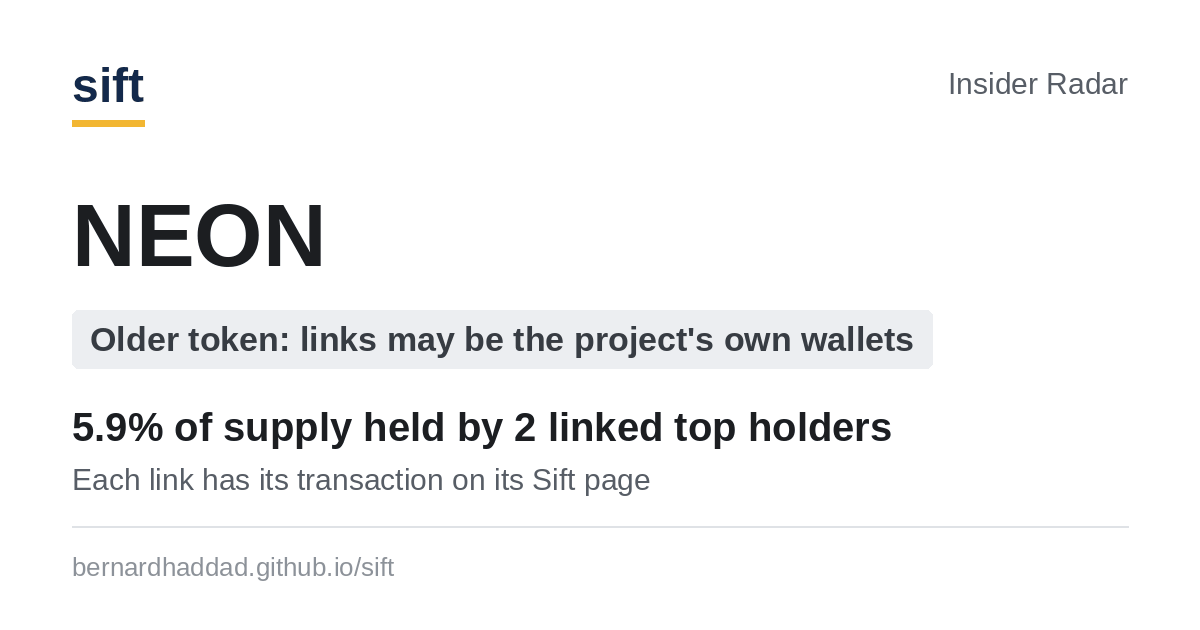 sift
Insider Radar
NEON
Older token: links may be the project's own wallets
5.9% of supply held by 2 linked top holders
Each link has its transaction on its Sift page
bernardhaddad.github.io/sift